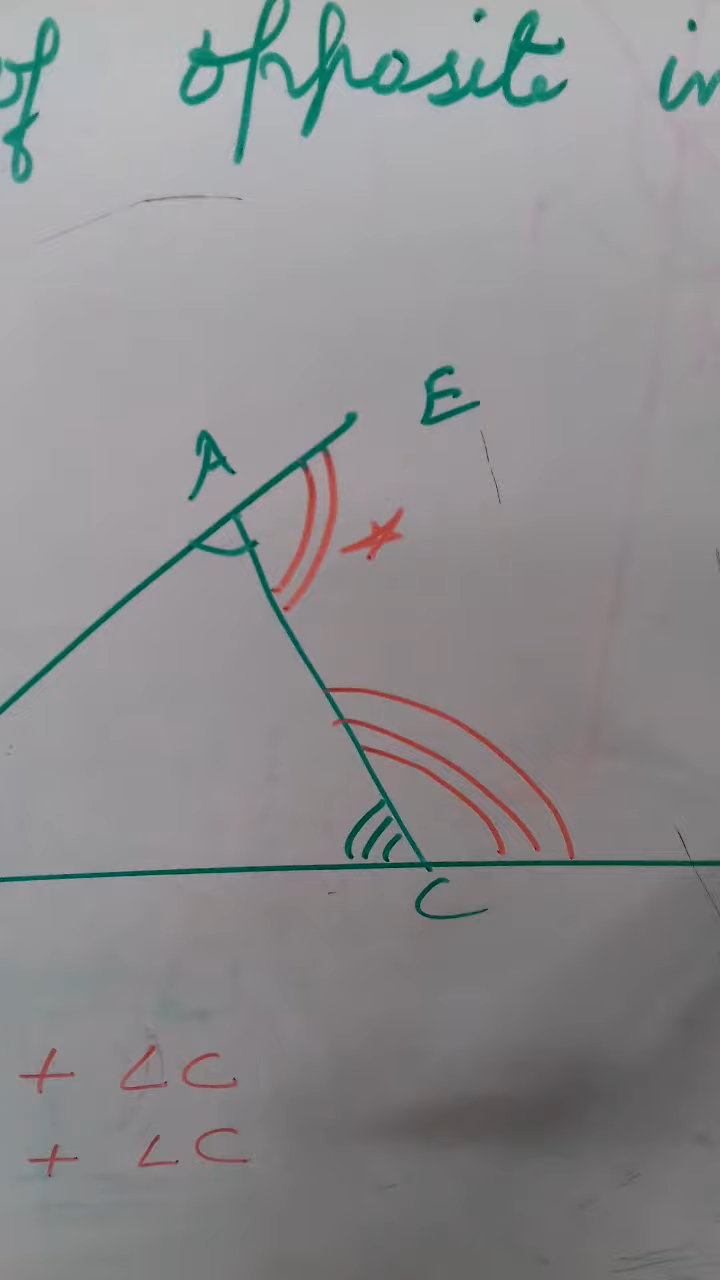 of opposite in
E
A
C
+ ∠C
+ ∠C